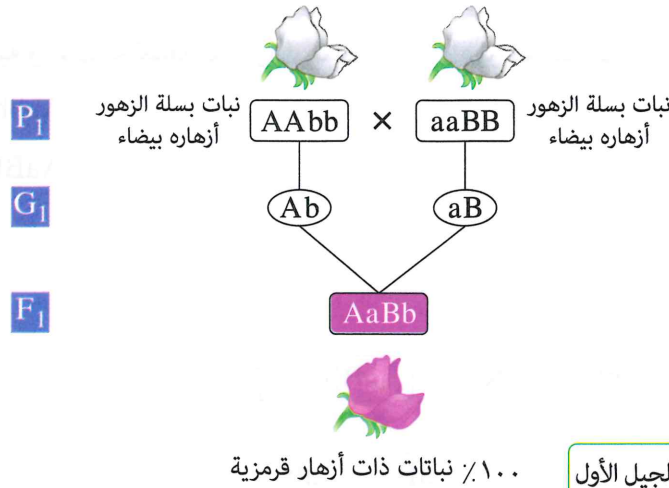 P₁
نبات بسلة الزهور
أزهاره بيضاء
AAbb × aaBB
نبات بسلة الزهور
أزهاره بيضاء
G₁
Ab
aB
F₁
AaBb
١٠٠٪ نباتات ذات أزهار قرمزية
لجيل الأول